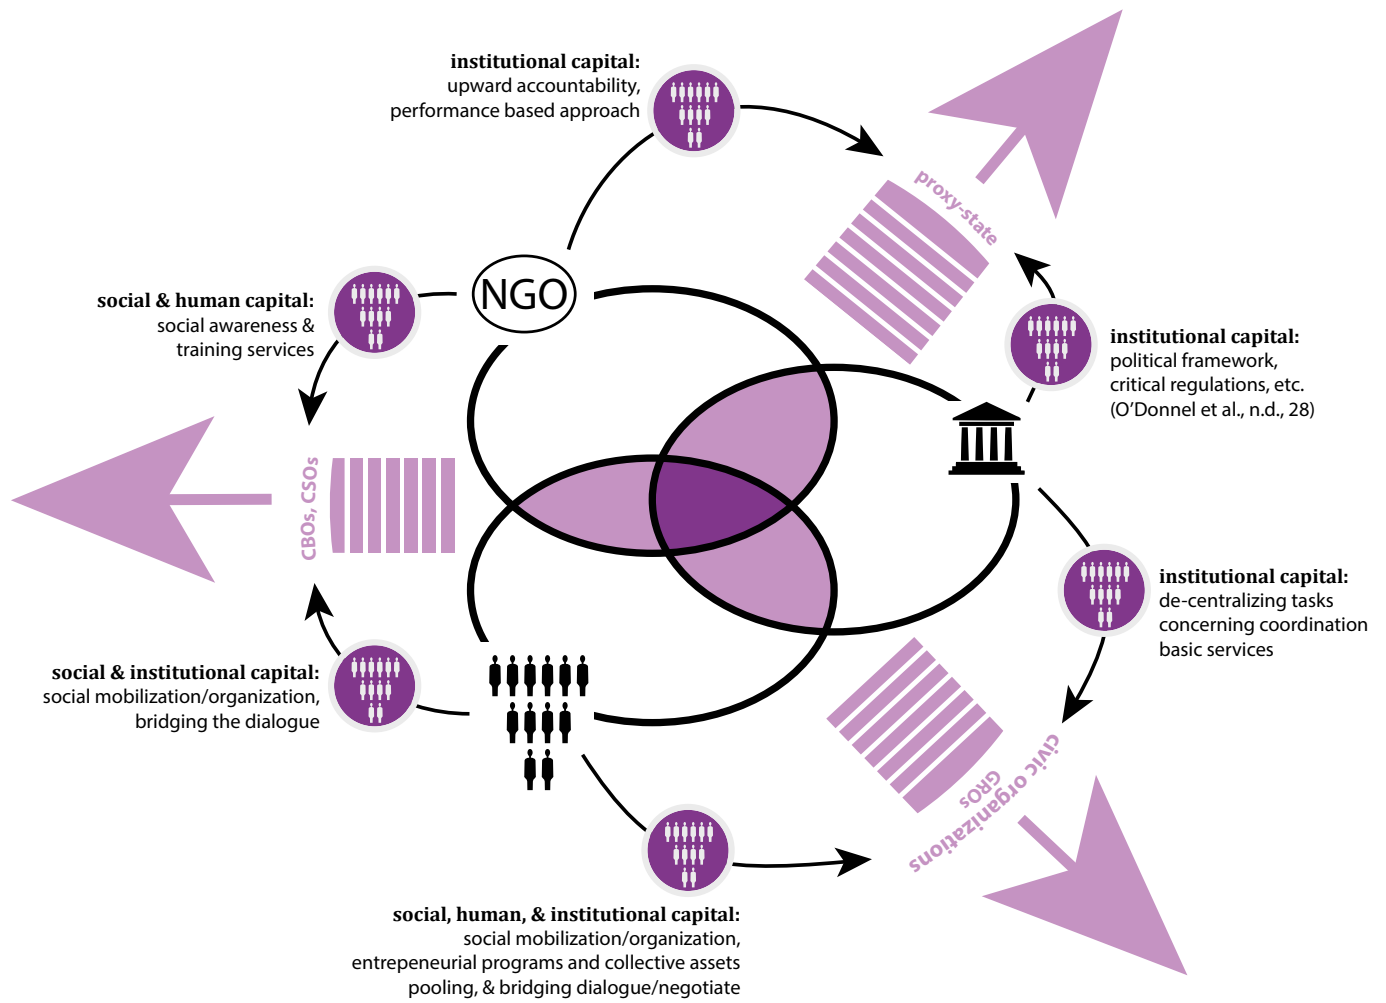 institutional capital:
upward accountability,
performance based approach
proxy-state
NGO
social & human capital:
social awareness &
training services
institutional capital:
political framework,
critical regulations, etc.
(O'Donnel et al., n.d., 28)
CBOs, CSOs
institutional capital:
de-centralizing tasks
concerning coordination
basic services
social & institutional capital:
social mobilization/organization,
bridging the dialogue
civic organizations
GROs
social, human, & institutional capital:
social mobilization/organization,
entrepeneurial programs and collective assets
pooling, & bridging dialogue/negotiate